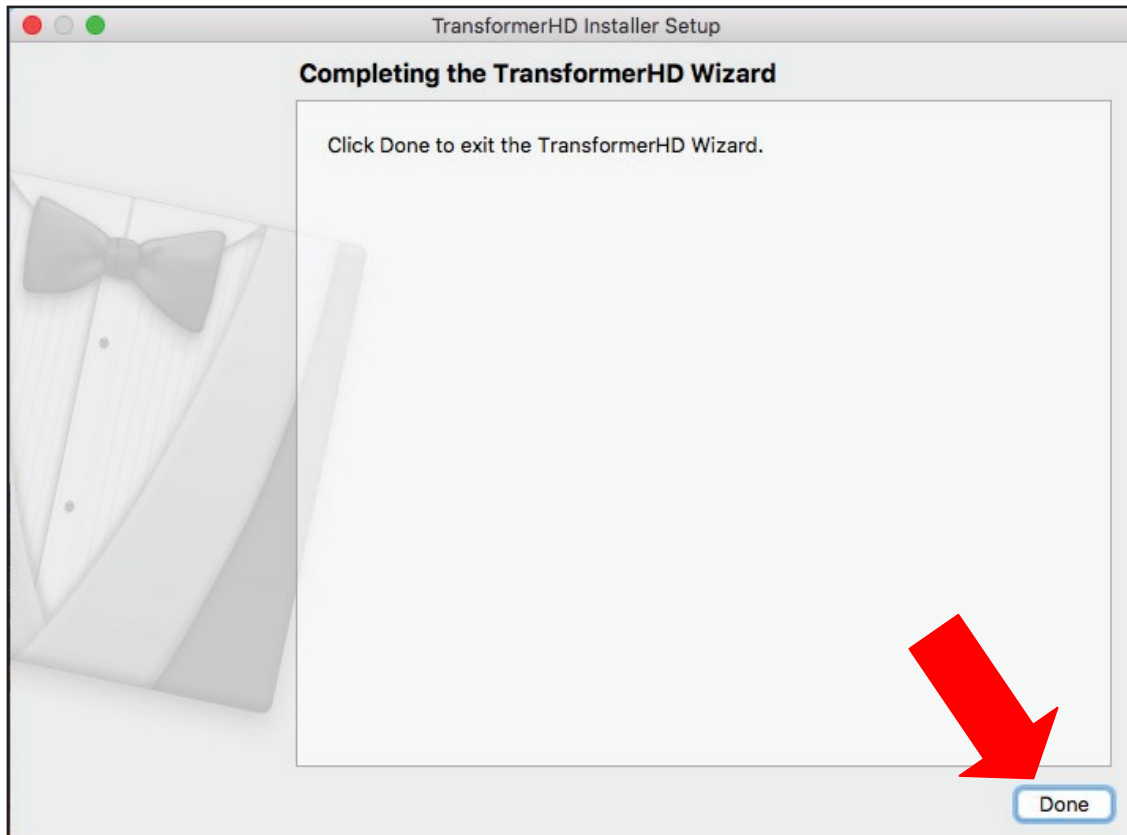 TransformerHD Installer Setup
Completing the TransformerHD Wizard
Click Done to exit the TransformerHD Wizard.
Done